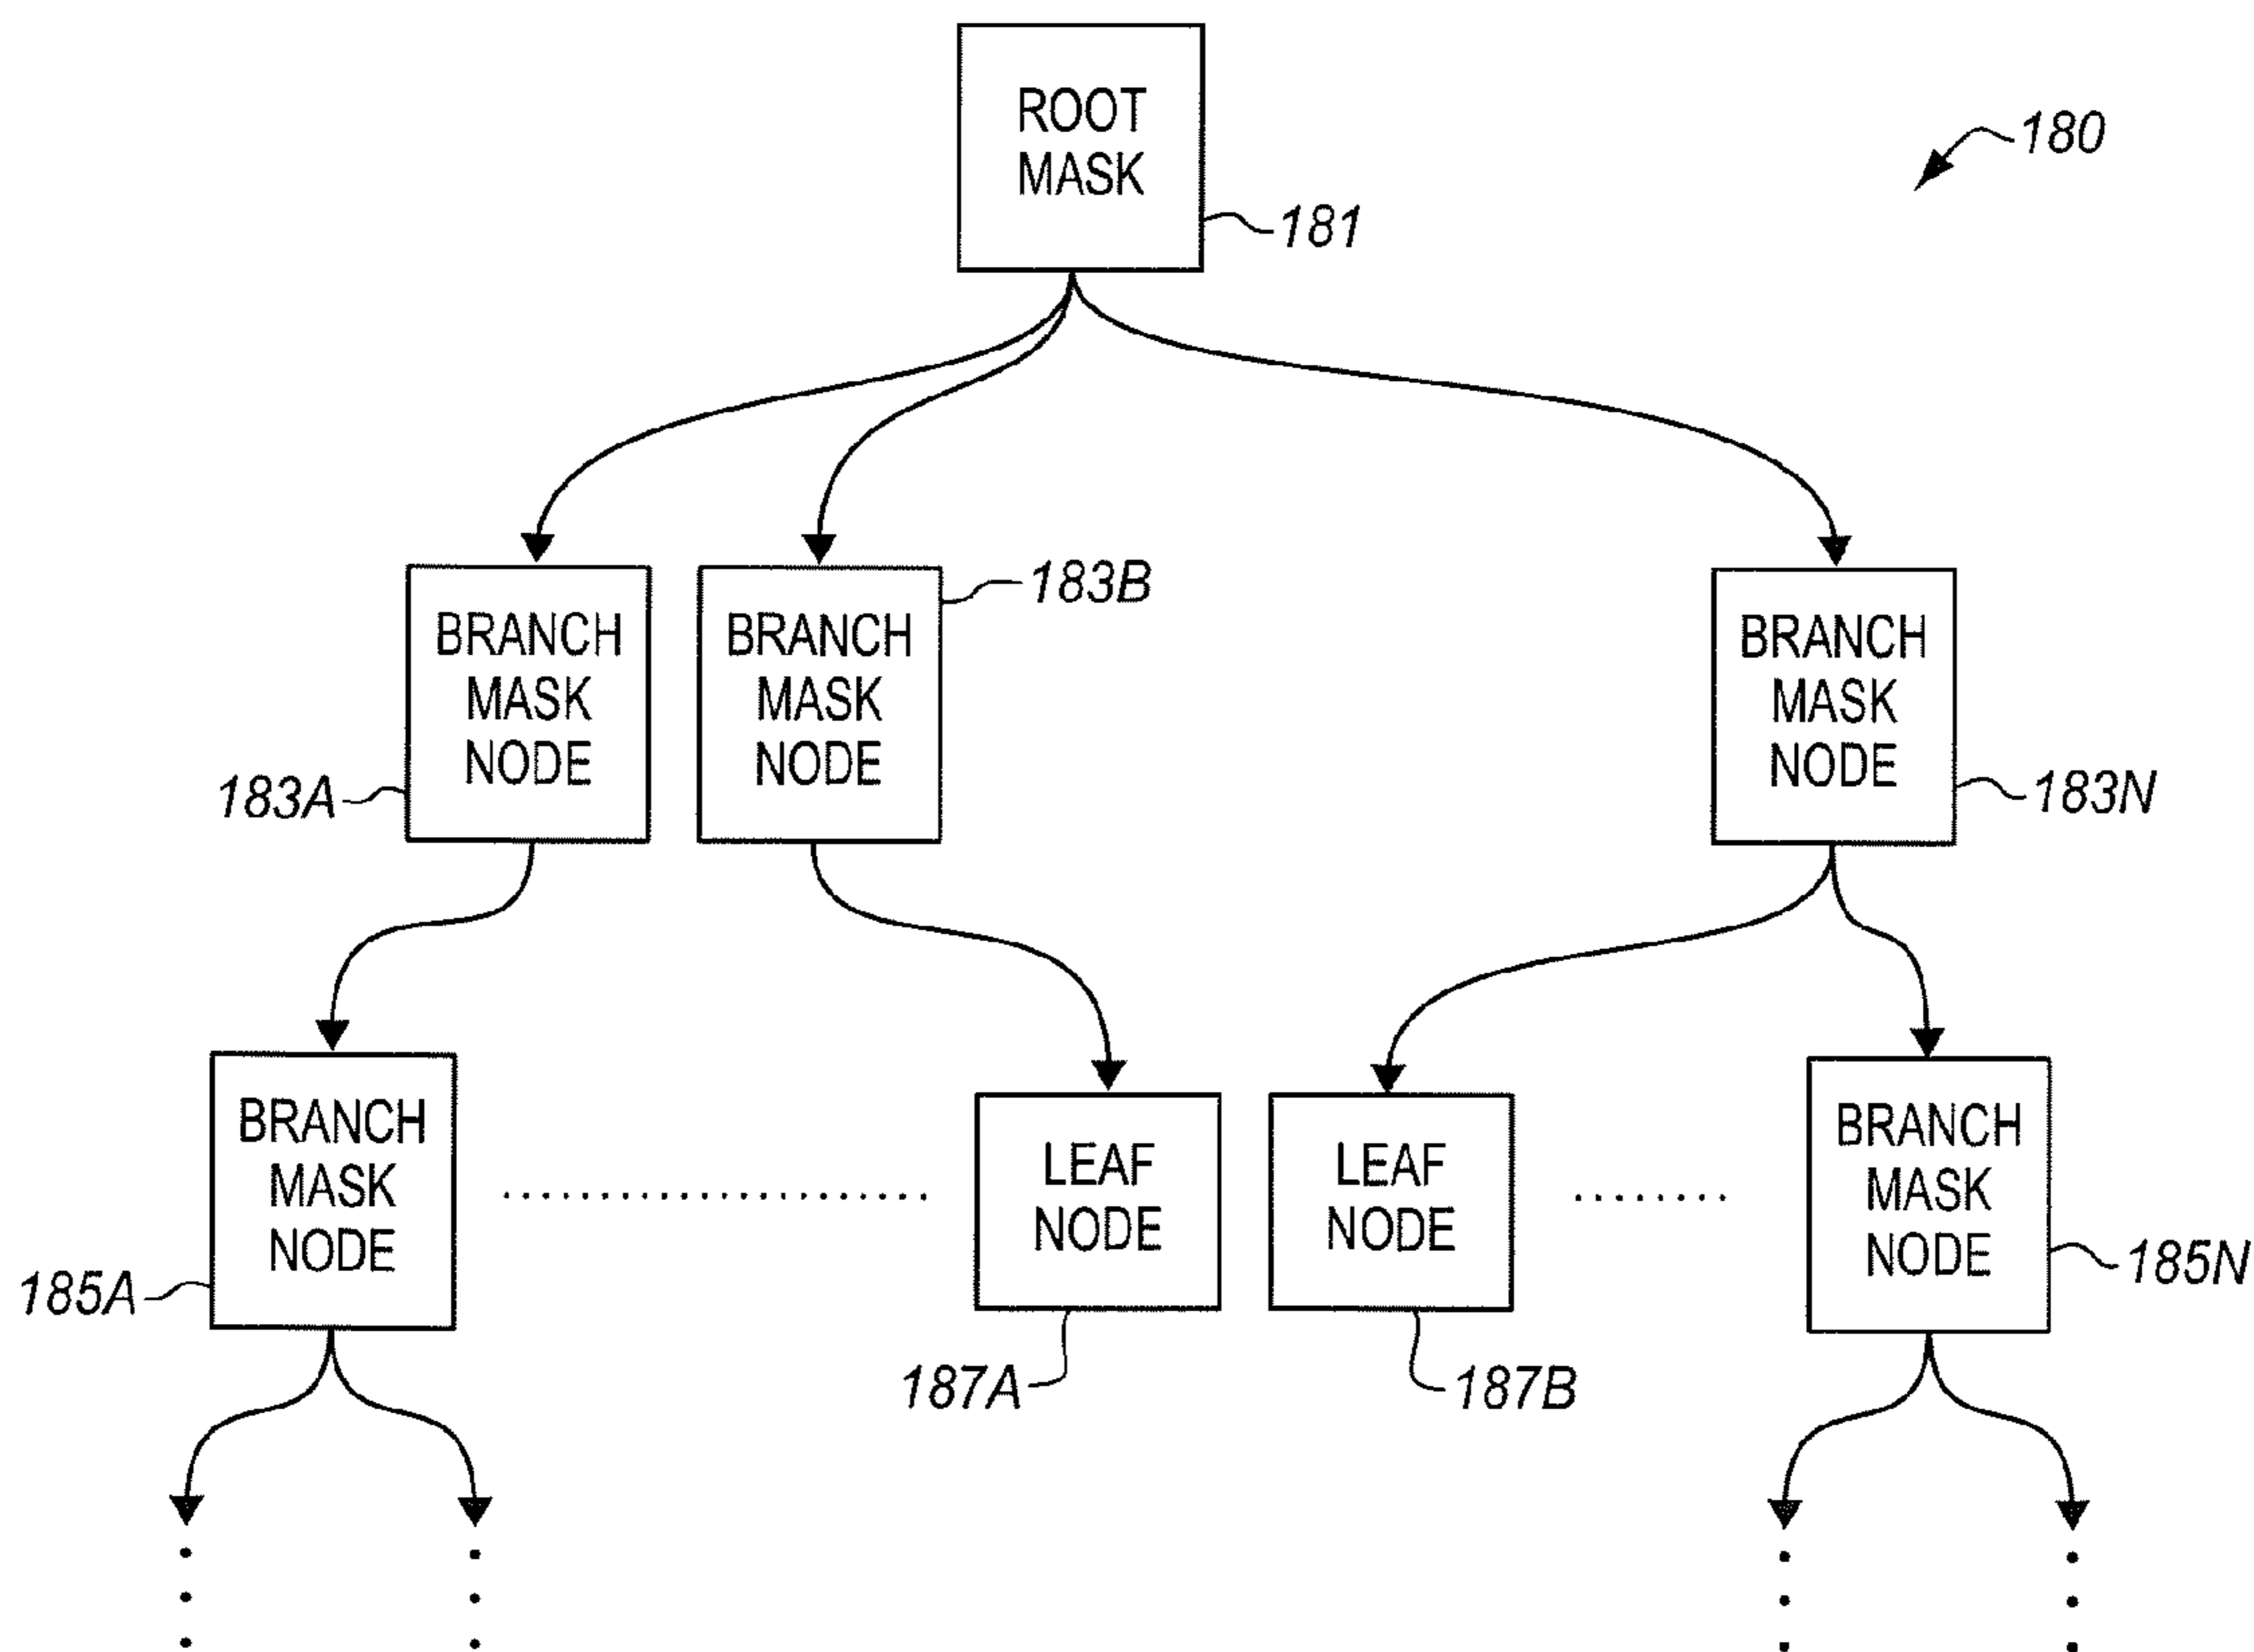 ROOT
MASK
180
181
183B
BRANCH
MASK
NODE
183A
BRANCH
MASK
NODE
BRANCH
MASK
NODE
183N
BRANCH
MASK
NODE
185A
LEAF
NODE
187A
LEAF
NODE
187B
BRANCH
MASK
NODE
185N